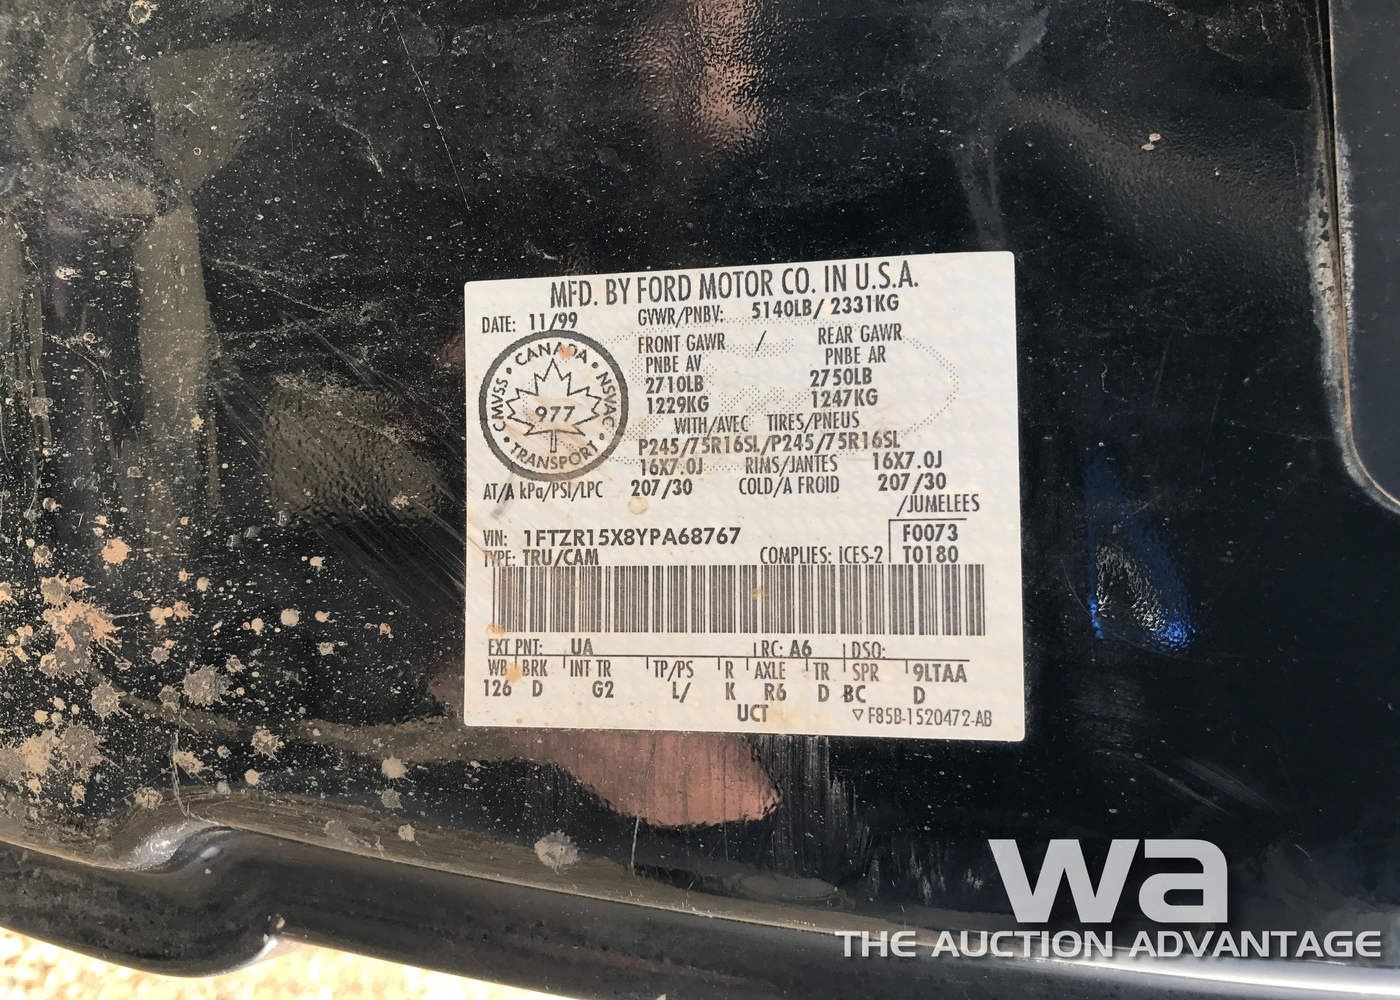 MFD. BY FORD MOTOR CO. IN U.S.A.
DATE: 11/99 GVWR/PNBV: 5140LB/ 2331KG
FRONT GAWR / REAR GAWR
PNBE AV PNBE AR
2710LB 2750LB
1229KG 1247KG
WITH/AVEC TIRES/PNEUS
P245/75R16SL/P245/75R16SL
16X7.0J RIMS/JANTES 16X7.0J
AT/A kPa/PSI/LPC 207/30 COLD/A FROID 207/30
/JUMELEES
CANADA
CMVSS NSVAC
977
TRANSPORT
VIN: 1FTZR15X8YPA68767 F0073
TYPE: TRU/CAM COMPLIES: ICES-2 T0180
EXT PNT: UA RC: A6 DSO:
WB BRK INT TR TP/PS R AXLE TR SPR 9LTAA
126 D G2 L/ K R6 D BC D
UCT ▽ F85B-1520472-AB
wa
THE AUCTION ADVANTAGE